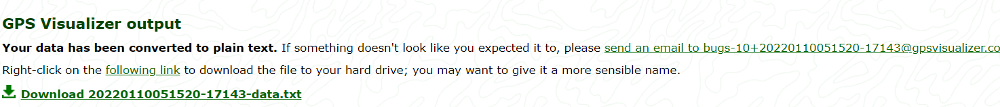 GPS Visualizer output
Your data has been converted to plain text. If something doesn't look like you expected it to, please send an email to bugs-10+20220110051520-17143@gpsvisualizer.co
Right-click on the following link to download the file to your hard drive; you may want to give it a more sensible name.
Download 20220110051520-17143-data.txt